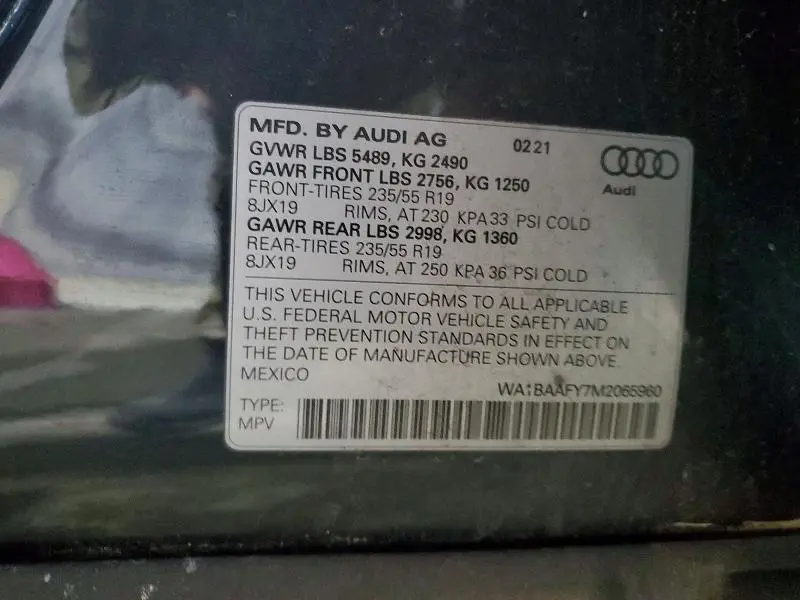 MFD. BY AUDI AG 0221
GVWR LBS 5489, KG 2490
GAWR FRONT LBS 2756, KG 1250
FRONT-TIRES 235/55 R19
8JX19 RIMS, AT 230 KPA 33 PSI COLD
GAWR REAR LBS 2998, KG 1360
REAR-TIRES 235/55 R19
8JX19 RIMS, AT 250 KPA 36 PSI COLD
Audi
THIS VEHICLE CONFORMS TO ALL APPLICABLE
U.S. FEDERAL MOTOR VEHICLE SAFETY AND
THEFT PREVENTION STANDARDS IN EFFECT ON
THE DATE OF MANUFACTURE SHOWN ABOVE.
MEXICO
WA1BAAFY7M2065960
TYPE:
MPV